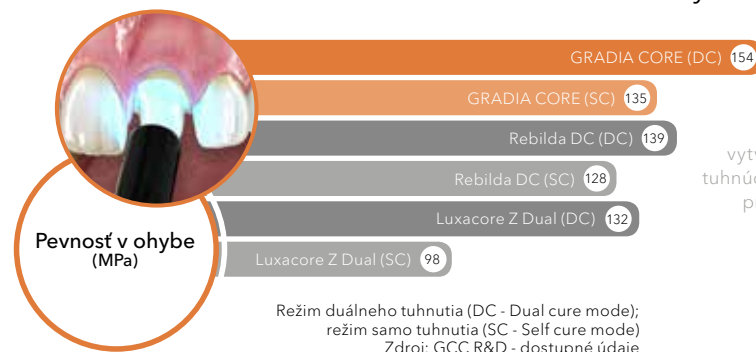 GRADIA CORE (DC) 154
GRADIA CORE (SC) 135
Rebilda DC (DC) 139
Rebilda DC (SC) 128
Luxacore Z Dual (DC) 132
Luxacore Z Dual (SC) 98
Pevnosť v ohybe
(MPa)
Režim duálneho tuhnutia (DC - Dual cure mode);
režim samo tuhnutia (SC - Self cure mode)
Zdroj: GCC R&D - dostupné údaje